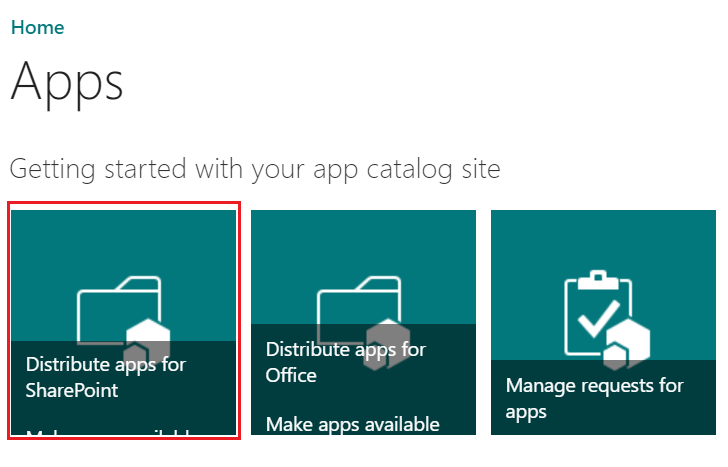 Home
Apps
Getting started with your app catalog site
Distribute apps for
SharePoint
Distribute apps for
Office
Make apps available
Manage requests for
apps